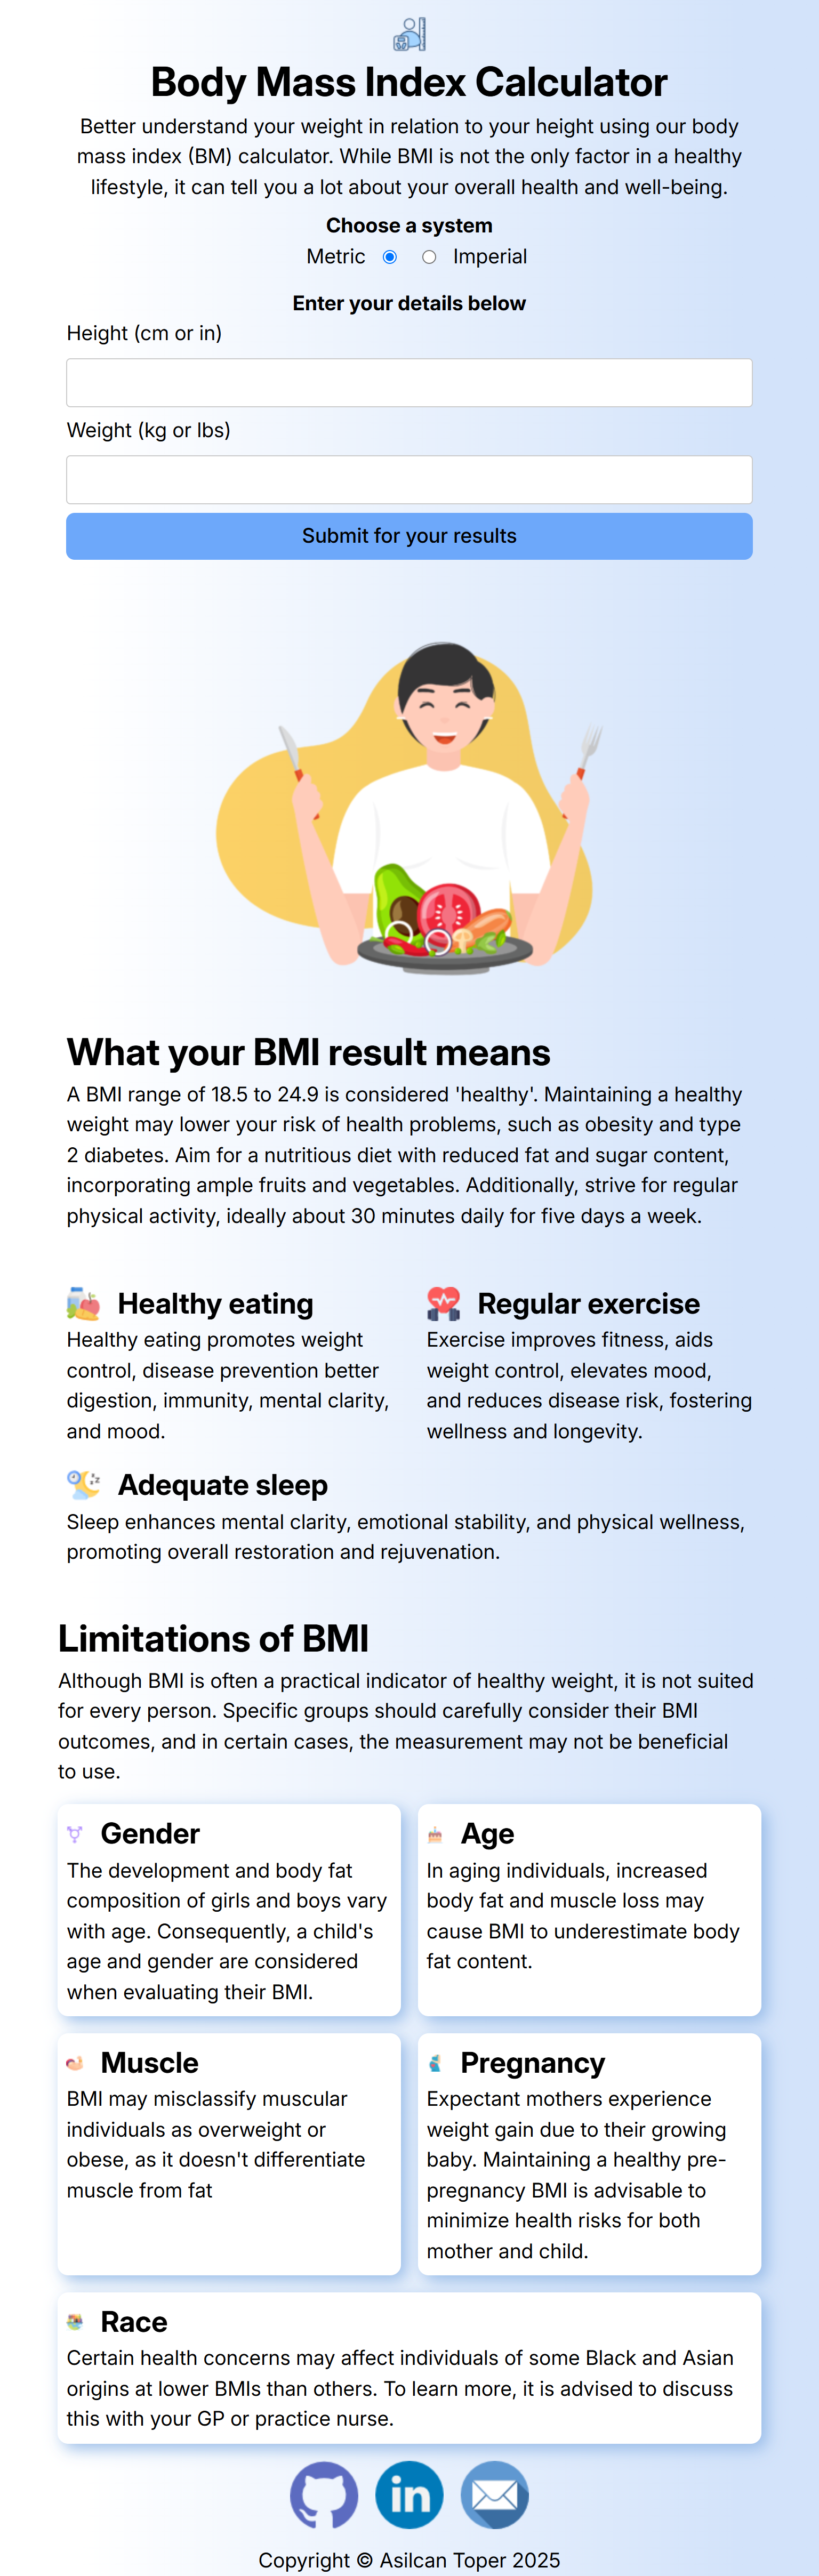 Body Mass Index Calculator
Better understand your weight in relation to your height using our body
mass index (BM) calculator. While BMI is not the only factor in a healthy
lifestyle, it can tell you a lot about your overall health and well-being.
Choose a system
Metric Imperial
Enter your details below
Height (cm or in)
Weight (kg or lbs)
Submit for your results
What your BMI result means
A BMI range of 18.5 to 24.9 is considered 'healthy'. Maintaining a healthy
weight may lower your risk of health problems, such as obesity and type
2 diabetes. Aim for a nutritious diet with reduced fat and sugar content,
incorporating ample fruits and vegetables. Additionally, strive for regular
physical activity, ideally about 30 minutes daily for five days a week.
Healthy eating
Healthy eating promotes weight
control, disease prevention better
digestion, immunity, mental clarity,
and mood.
Regular exercise
Exercise improves fitness, aids
weight control, elevates mood,
and reduces disease risk, fostering
wellness and longevity.
Adequate sleep
Sleep enhances mental clarity, emotional stability, and physical wellness,
promoting overall restoration and rejuvenation.
Limitations of BMI
Although BMI is often a practical indicator of healthy weight, it is not suited
for every person. Specific groups should carefully consider their BMI
outcomes, and in certain cases, the measurement may not be beneficial
to use.
Gender
The development and body fat
composition of girls and boys vary
with age. Consequently, a child's
age and gender are considered
when evaluating their BMI.
Age
In aging individuals, increased
body fat and muscle loss may
cause BMI to underestimate body
fat content.
Muscle
BMI may misclassify muscular
individuals as overweight or
obese, as it doesn't differentiate
muscle from fat
Pregnancy
Expectant mothers experience
weight gain due to their growing
baby. Maintaining a healthy pre-
pregnancy BMI is advisable to
minimize health risks for both
mother and child.
Race
Certain health concerns may affect individuals of some Black and Asian
origins at lower BMIs than others. To learn more, it is advised to discuss
this with your GP or practice nurse.
in
Copyright © Asilcan Toper 2025